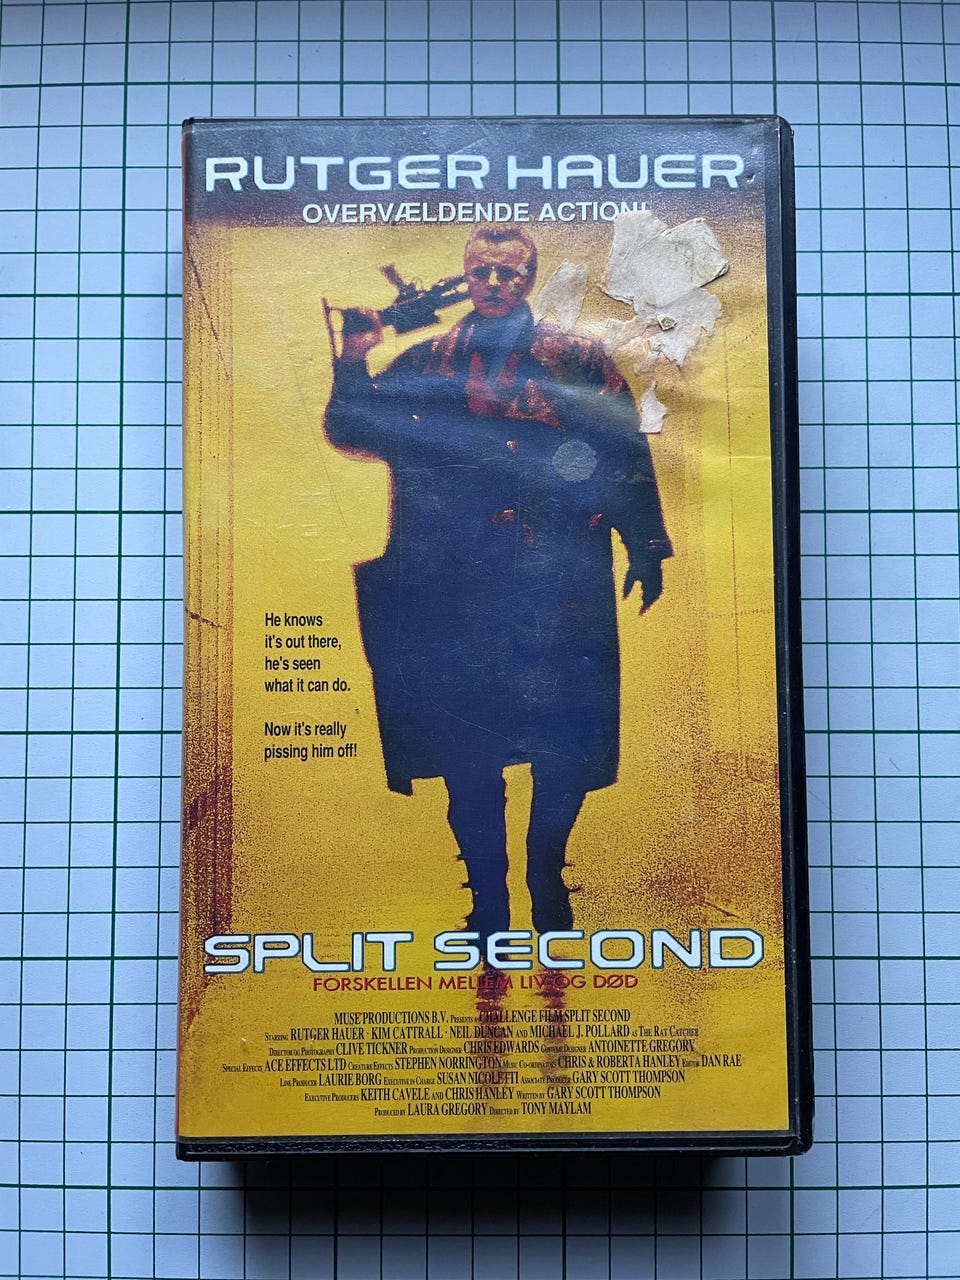 RUTGER HAUER
OVERVÆLDENDE ACTION!
He knows
it's out there,
he's seen
what it can do.
Now it's really
pissing him off!
SPLIT SECOND
FORSKELLEN MELLEM LIV OG DØD
MUSE PRODUCTIONS B.V. PRESENTS A CHALLENGE FILM SPLIT SECOND
STARRING RUTGER HAUER · KIM CATTRALL · NEIL DUNCAN AND MICHAEL J. POLLARD AS THE RAT CATCHER
DIRECTOR OG PHOTOGRAPHY CLIVE TICKNER PRODUCTION DESIGNER CHRIS EDWARDS COSTUME DESIGNER ANTOINETTE GREGORY
SPECIAL EFFECTS ACE EFFECTS LTD CREATURE EFFECTS STEPHEN NORRINGTON MUSIC CO-ORDINATORS CHRIS & ROBERTA HANLEY EDITOR DAN RAE
LINE PRODUCER LAURIE BORG EXECUTIVE IN CHARGE SUSAN NICOLETTI ASSOCIATE PRODUCER GARY SCOTT THOMPSON
EXECUTIVE PRODUCERS KEITH CAVELE AND CHRIS HANLEY WRITTEN BY GARY SCOTT THOMPSON
PRODUCED BY LAURA GREGORY DIRECTED BY TONY MAYLAM